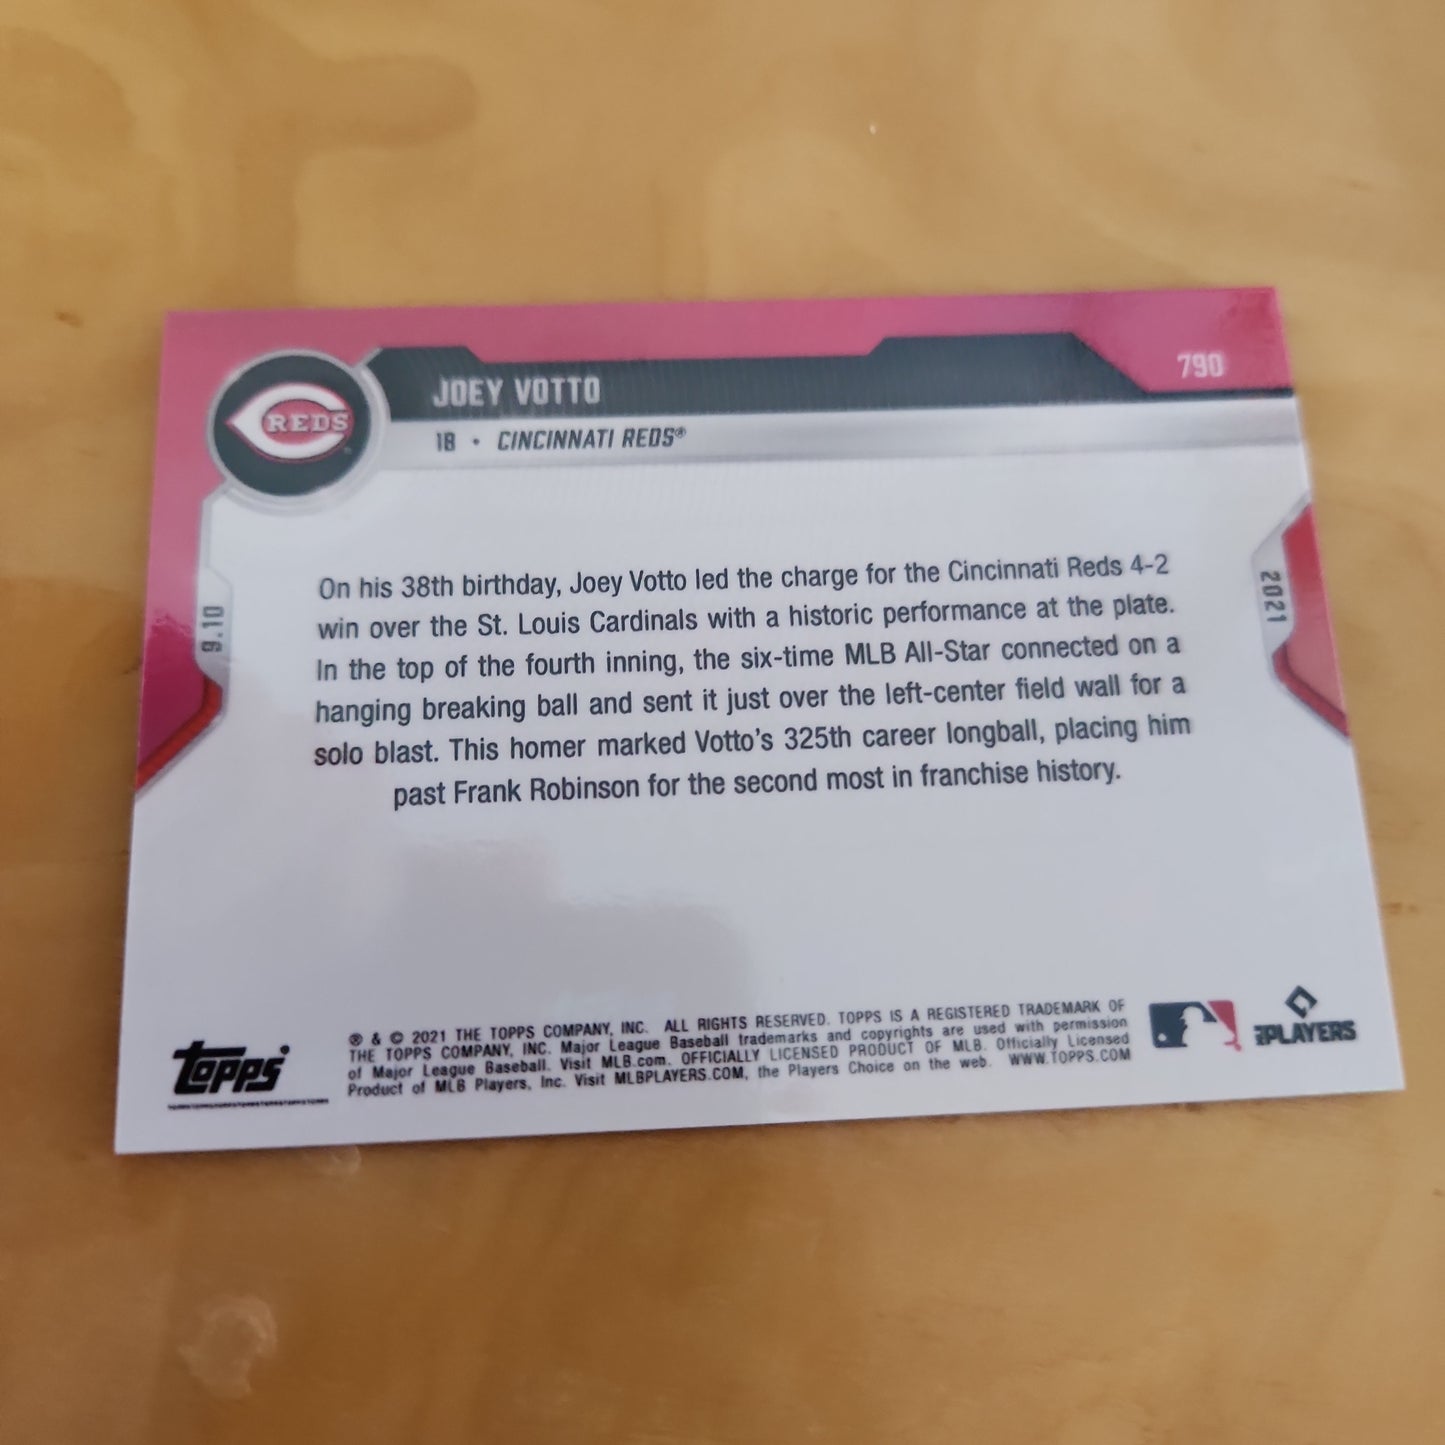 790
JOEY VOTTO
REDS
1B • CINCINNATI REDS®
9.10
2021
On his 38th birthday, Joey Votto led the charge for the Cincinnati Reds 4-2
win over the St. Louis Cardinals with a historic performance at the plate.
In the top of the fourth inning, the six-time MLB All-Star connected on a
hanging breaking ball and sent it just over the left-center field wall for a
solo blast. This homer marked Votto's 325th career longball, placing him
past Frank Robinson for the second most in franchise history.
topps
® & © 2021 THE TOPPS COMPANY, INC. ALL RIGHTS RESERVED. TOPPS IS A REGISTERED TRADEMARK OF
THE TOPPS COMPANY, INC. Major League Baseball trademarks and copyrights are used with permission
of Major League Baseball. Visit MLB.com. OFFICIALLY LICENSED PRODUCT OF MLB. Officially Licensed
Product of MLB Players, Inc. Visit MLBPLAYERS.COM, the Players Choice on the web. WWW.TOPPS.COM
PLAYERS